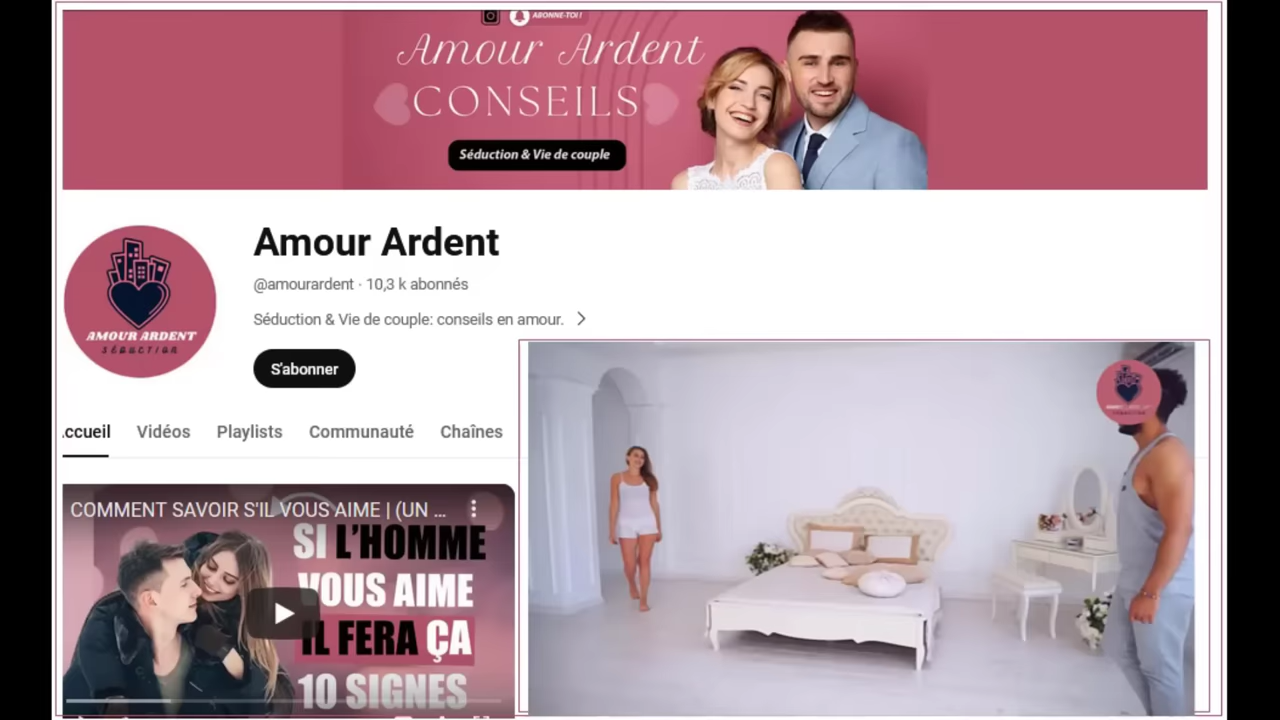 ABONNE-TOI !
Amour Ardent
CONSEILS
Séduction & Vie de couple
Amour Ardent
@amourardent · 10,3 k abonnés
Séduction & Vie de couple: conseils en amour.
AMOUR ARDENT
SÉDUCTION
S'abonner
ccueil Vidéos Playlists Communauté Chaînes
COMMENT SAVOIR S'IL VOUS AIME | (UN ...
SI L'HOMME
VOUS AIME
IL FERA ÇA
10 SIGNES